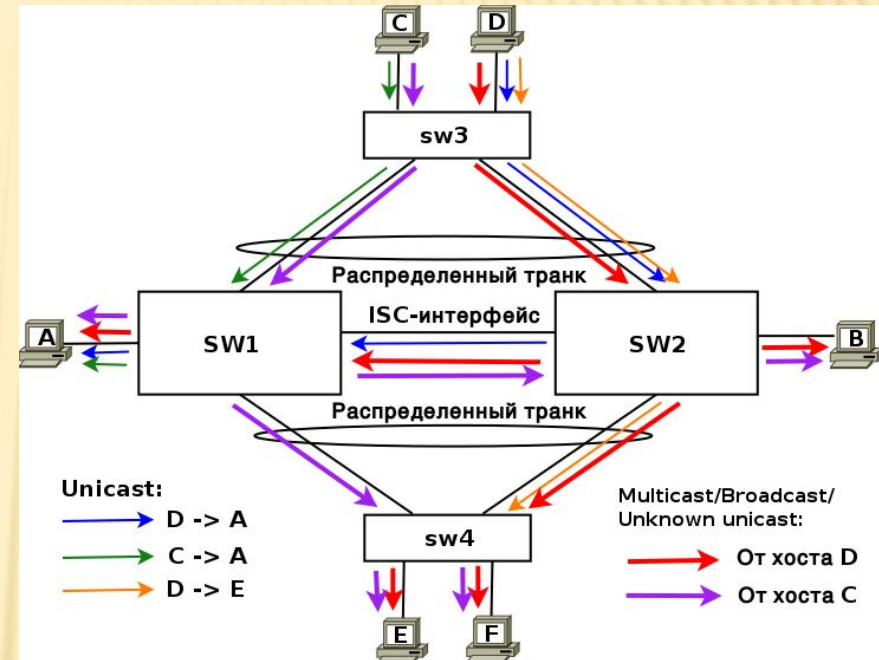 C
D
sw3
Распределенный транк
ISC-интерфейс
A
SW1
SW2
B
Распределенный транк
Unicast:
D -> A
C -> A
D -> E
Multicast/Broadcast/
Unknown unicast:
От хоста D
От хоста C
sw4
E
F